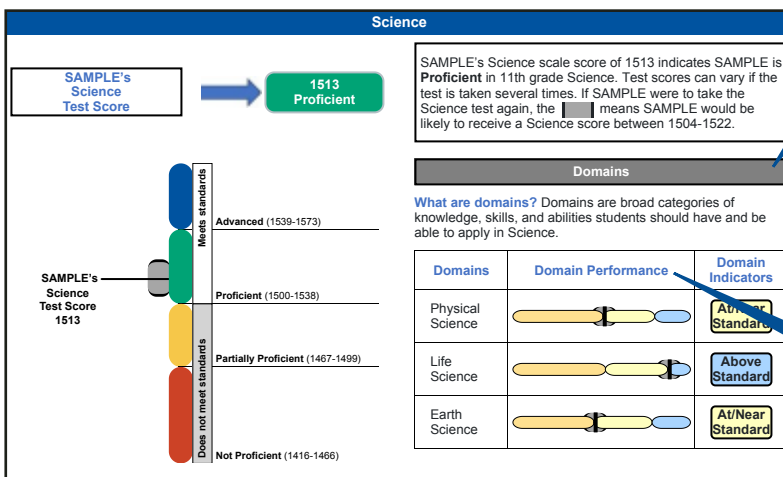 Science
SAMPLE's
Science
Test Score
1513
Proficient
SAMPLE's Science scale score of 1513 indicates SAMPLE is
Proficient in 11th grade Science. Test scores can vary if the
test is taken several times. If SAMPLE were to take the
Science test again, the means SAMPLE would be
likely to receive a Science score between 1504-1522.
Meets standards
Advanced (1539-1573)
SAMPLE's
Science
Test Score
1513
Proficient (1500-1538)
Does not meet standards
Partially Proficient (1467-1499)
Not Proficient (1416-1466)
Domains
What are domains? Domains are broad categories of
knowledge, skills, and abilities students should have and be
able to apply in Science.
Domains
Domain Performance
Domain
Indicators
Physical
Science
At/Near
Standard
Life
Science
Above
Standard
Earth
Science
At/Near
Standard